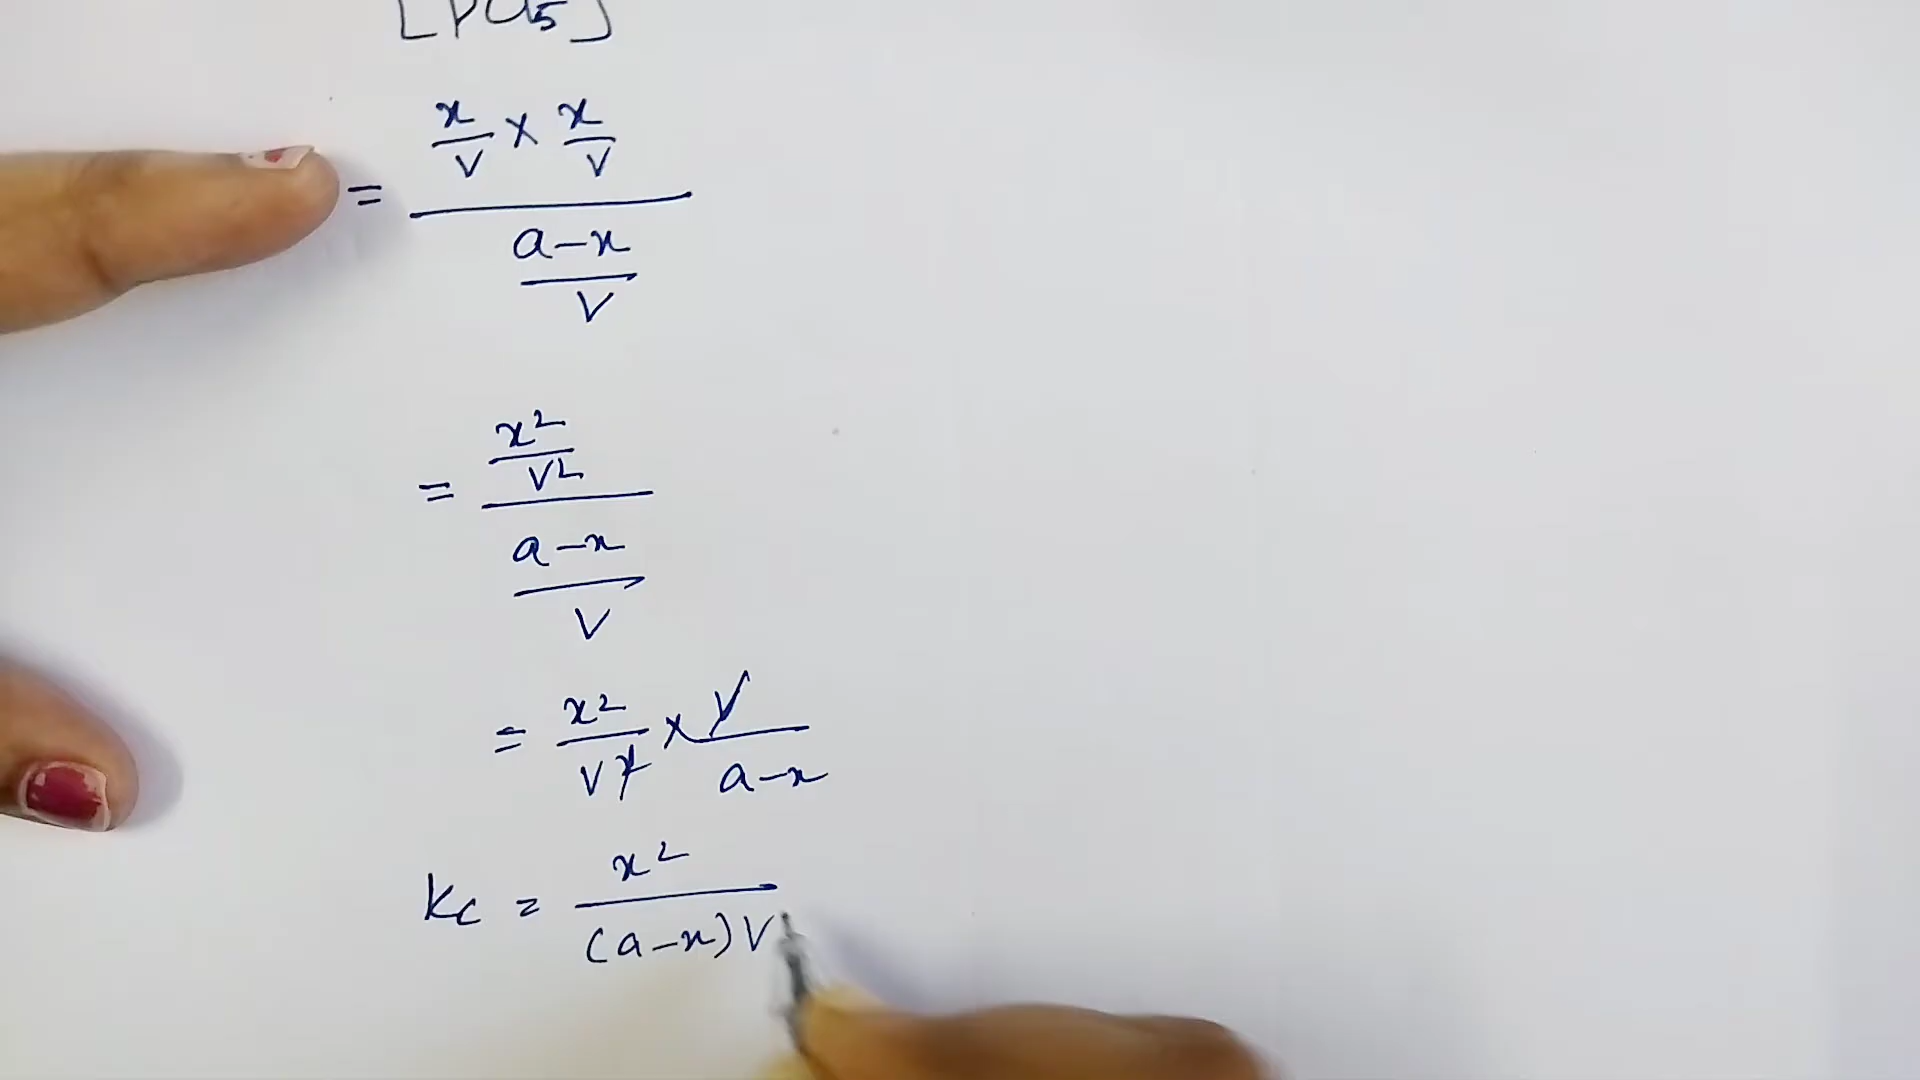 [PCl5]
= x/V × x/V
a-x
V
= x²/V²
a-x
V
= x²/V² × V/a-x
Kc = x²/(a-x)V